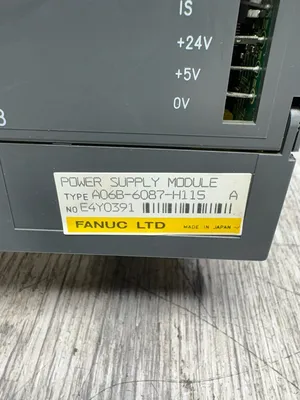 IS
+24V
+5V
0V
POWER SUPPLY MODULE
TYPE A06B-6087-H115 A
NO E4Y0391
FANUC LTD MADE IN JAPAN